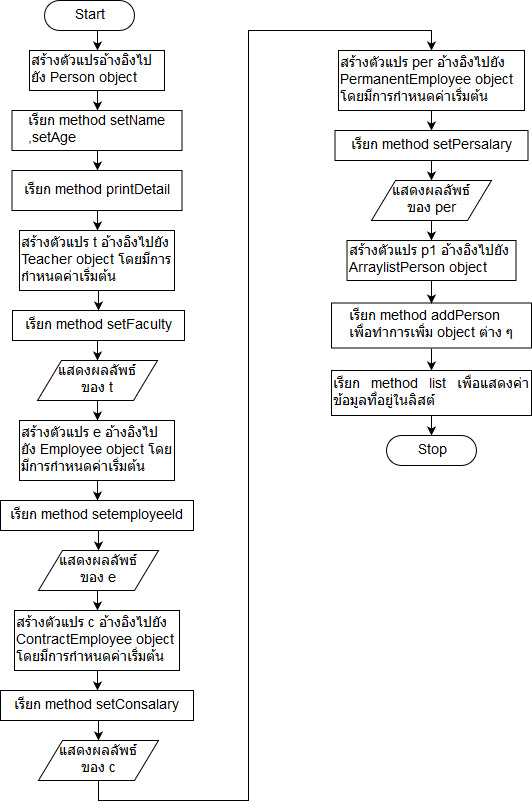 Start
สร้างตัวแปรอ้างอิงไป
ยัง Person object
เรียก method setName
,setAge
เรียก method printDetail
สร้างตัวแปร t อ้างอิงไปยัง
Teacher object โดยมีการ
กำหนดค่าเริ่มต้น
เรียก method setFaculty
แสดงผลลัพธ์
ของ t
สร้างตัวแปร e อ้างอิงไป
ยัง Employee object โดย
มีการกำหนดค่าเริ่มต้น
เรียก method setemployeeId
แสดงผลลัพธ์
ของ e
สร้างตัวแปร c อ้างอิงไปยัง
ContractEmployee object
โดยมีการกำหนดค่าเริ่มต้น
เรียก method setConsalary
แสดงผลลัพธ์
ของ c
สร้างตัวแปร per อ้างอิงไปยัง
PermanentEmployee object
โดยมีการกำหนดค่าเริ่มต้น
เรียก method setPersalary
แสดงผลลัพธ์
ของ per
สร้างตัวแปร p1 อ้างอิงไปยัง
ArraylistPerson object
เรียก method addPerson
เพื่อทำการเพิ่ม object ต่าง ๆ
เรียก method list เพื่อแสดงค่า
ข้อมูลที่อยู่ในลิสต์
Stop